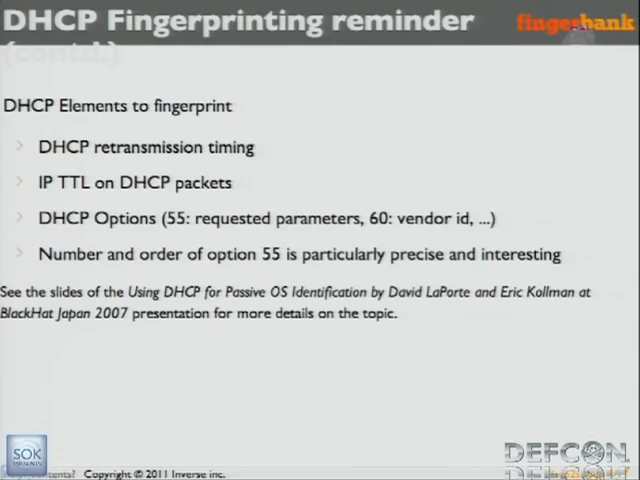 DHCP Fingerprinting reminder
(contd.)
fingerbank
DHCP Elements to fingerprint
DHCP retransmission timing
IP TTL on DHCP packets
DHCP Options (55: requested parameters, 60: vendor id, ...)
Number and order of option 55 is particularly precise and interesting
See the slides of the Using DHCP for Passive OS Identification by David LaPorte and Eric Kollman at
BlackHat Japan 2007 presentation for more details on the topic.
SOK
DEFCON
Copyright © 2011 Inverse inc.